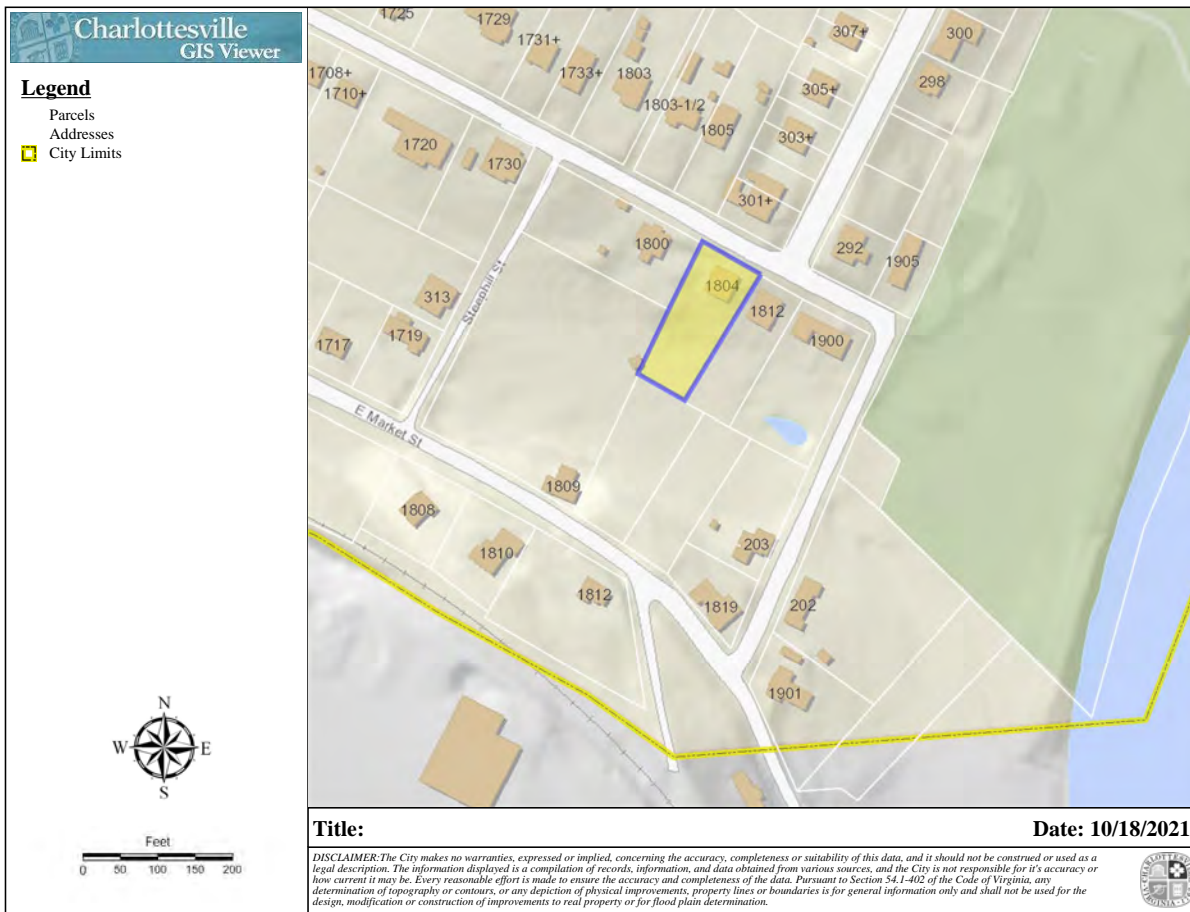 Charlottesville
GIS Viewer
Legend
Parcels
Addresses
City Limits
N
W E
S
Feet
0 50 100 150 200
1725
1729
1731+
1733+
1803
1803-1/2
1805
307+
305+
303+
301+
300
298
1708+
1710+
1720
1730
1800
1804
1812
1900
292
1905
313
1719
1717
Steephill St
E Market St
1809
1808
1810
1812
203
1819
202
1901
Title:
Date: 10/18/2021
DISCLAIMER:The City makes no warranties, expressed or implied, concerning the accuracy, completeness or suitability of this data, and it should not be construed or used as a
legal description. The information displayed is a compilation of records, information, and data obtained from various sources, and the City is not responsible for it's accuracy or
how current it may be. Every reasonable effort is made to ensure the accuracy and completeness of the data. Pursuant to Section 54.1-402 of the Code of Virginia, any
determination of topography or contours, or any depiction of physical improvements, property lines or boundaries is for general information only and shall not be used for the
design, modification or construction of improvements to real property or for flood plain determination.